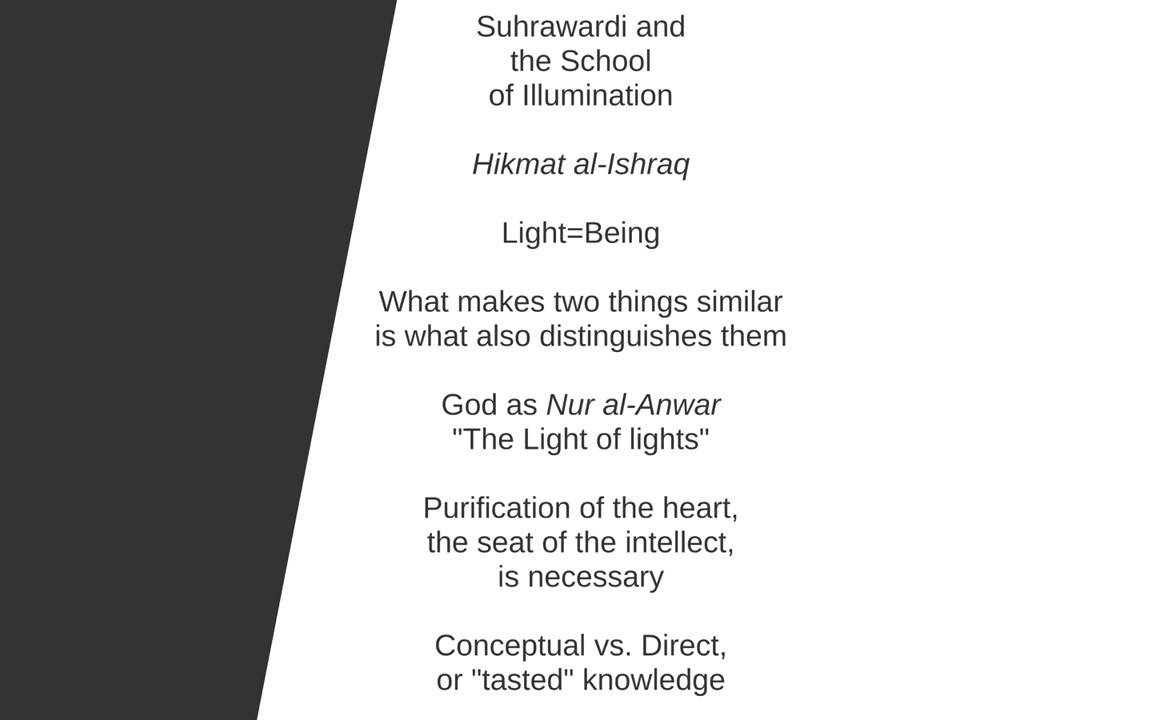 Suhrawardi and
the School
of Illumination
Hikmat al-Ishraq
Light=Being
What makes two things similar
is what also distinguishes them
God as Nur al-Anwar
"The Light of lights"
Purification of the heart,
the seat of the intellect,
is necessary
Conceptual vs. Direct,
or "tasted" knowledge